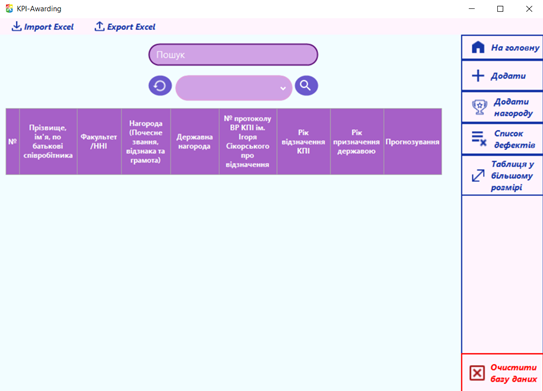 KPI-Awarding
Import Excel
Export Excel
Пошук
№
Прізвище,
ім'я, по
батькові
співробітника
Факультет
/ННІ
Нагорода
(Почесне
звання,
відзнака та
грамота)
Державна
нагорода
№ протоколу
ВР КПІ ім.
Ігоря
Сікорського
про
відзначення
Рік
відзначення
КПІ
Рік
призначення
державою
Прогнозування
На головну
Додати
Додати
нагороду
Список
дефектів
Таблиця у
більшому
розмірі
Очистити
базу даних